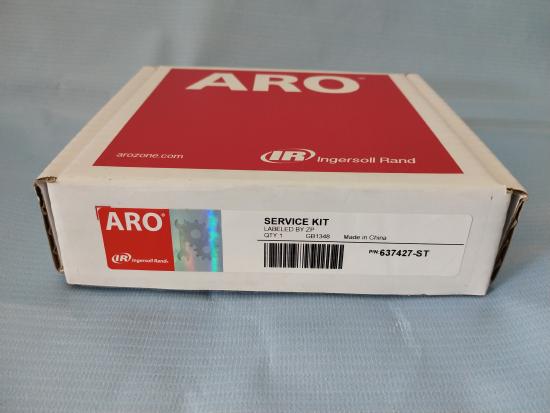 ARO
arozone.com
IR Ingersoll Rand
ARO
IR Ingersoll Rand
SERVICE KIT
LABELED BY ZP
QTY 1 GB1348 Made in China
P/N 637427-ST